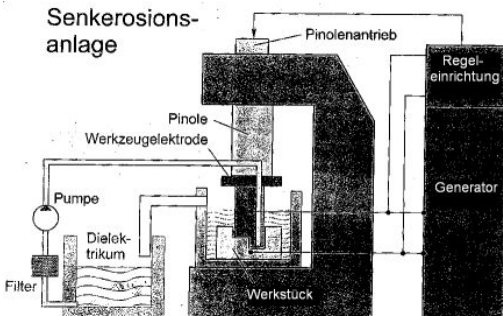 Senkerosions-
anlage
Pinolenantrieb
Regel-
einrichtung
Pinole
Werkzeugelektrode
Pumpe
Generator
Dielek-
trikum
Filter
Werkstück